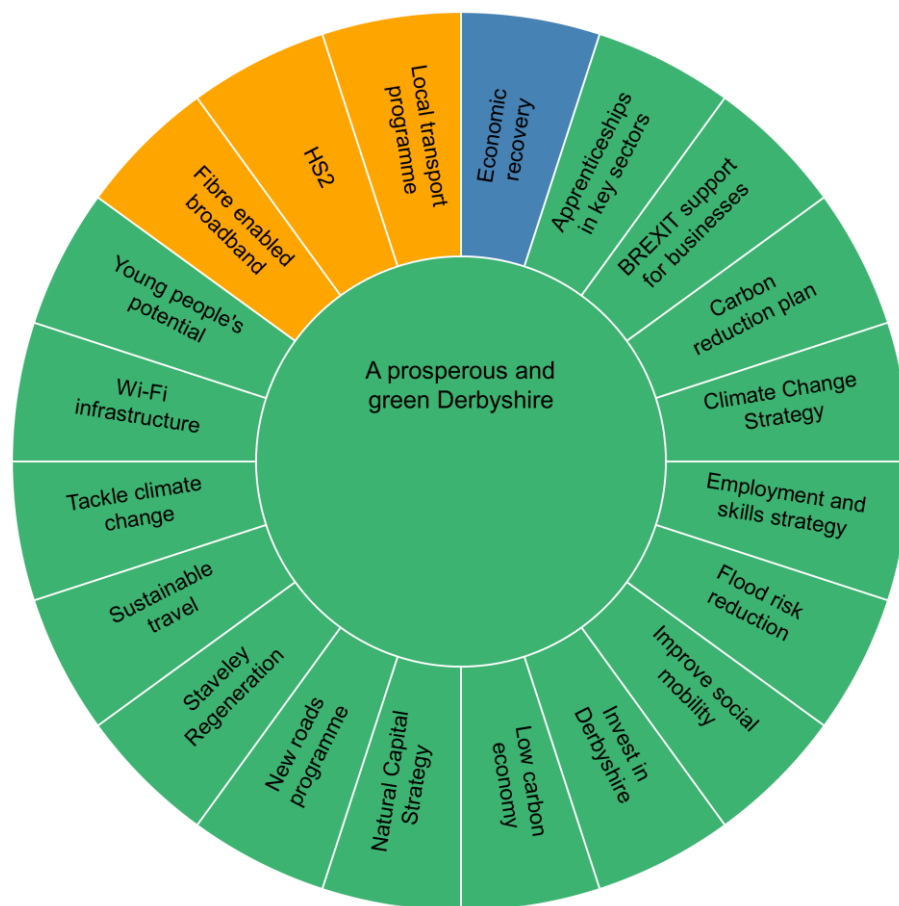 A prosperous and
green Derbyshire
Economic
recovery
Apprenticeships
in key sectors
BREXIT support
for businesses
Carbon
reduction plan
Climate Change
Strategy
Employment and
skills strategy
Flood risk
reduction
Improve social
mobility
Invest in
Derbyshire
Low carbon
economy
Natural Capital
Strategy
New roads
programme
Staveley
Regeneration
Sustainable
travel
Tackle climate
change
Wi-Fi
infrastructure
Young people's
potential
Fibre enabled
broadband
HS2
Local transport
programme